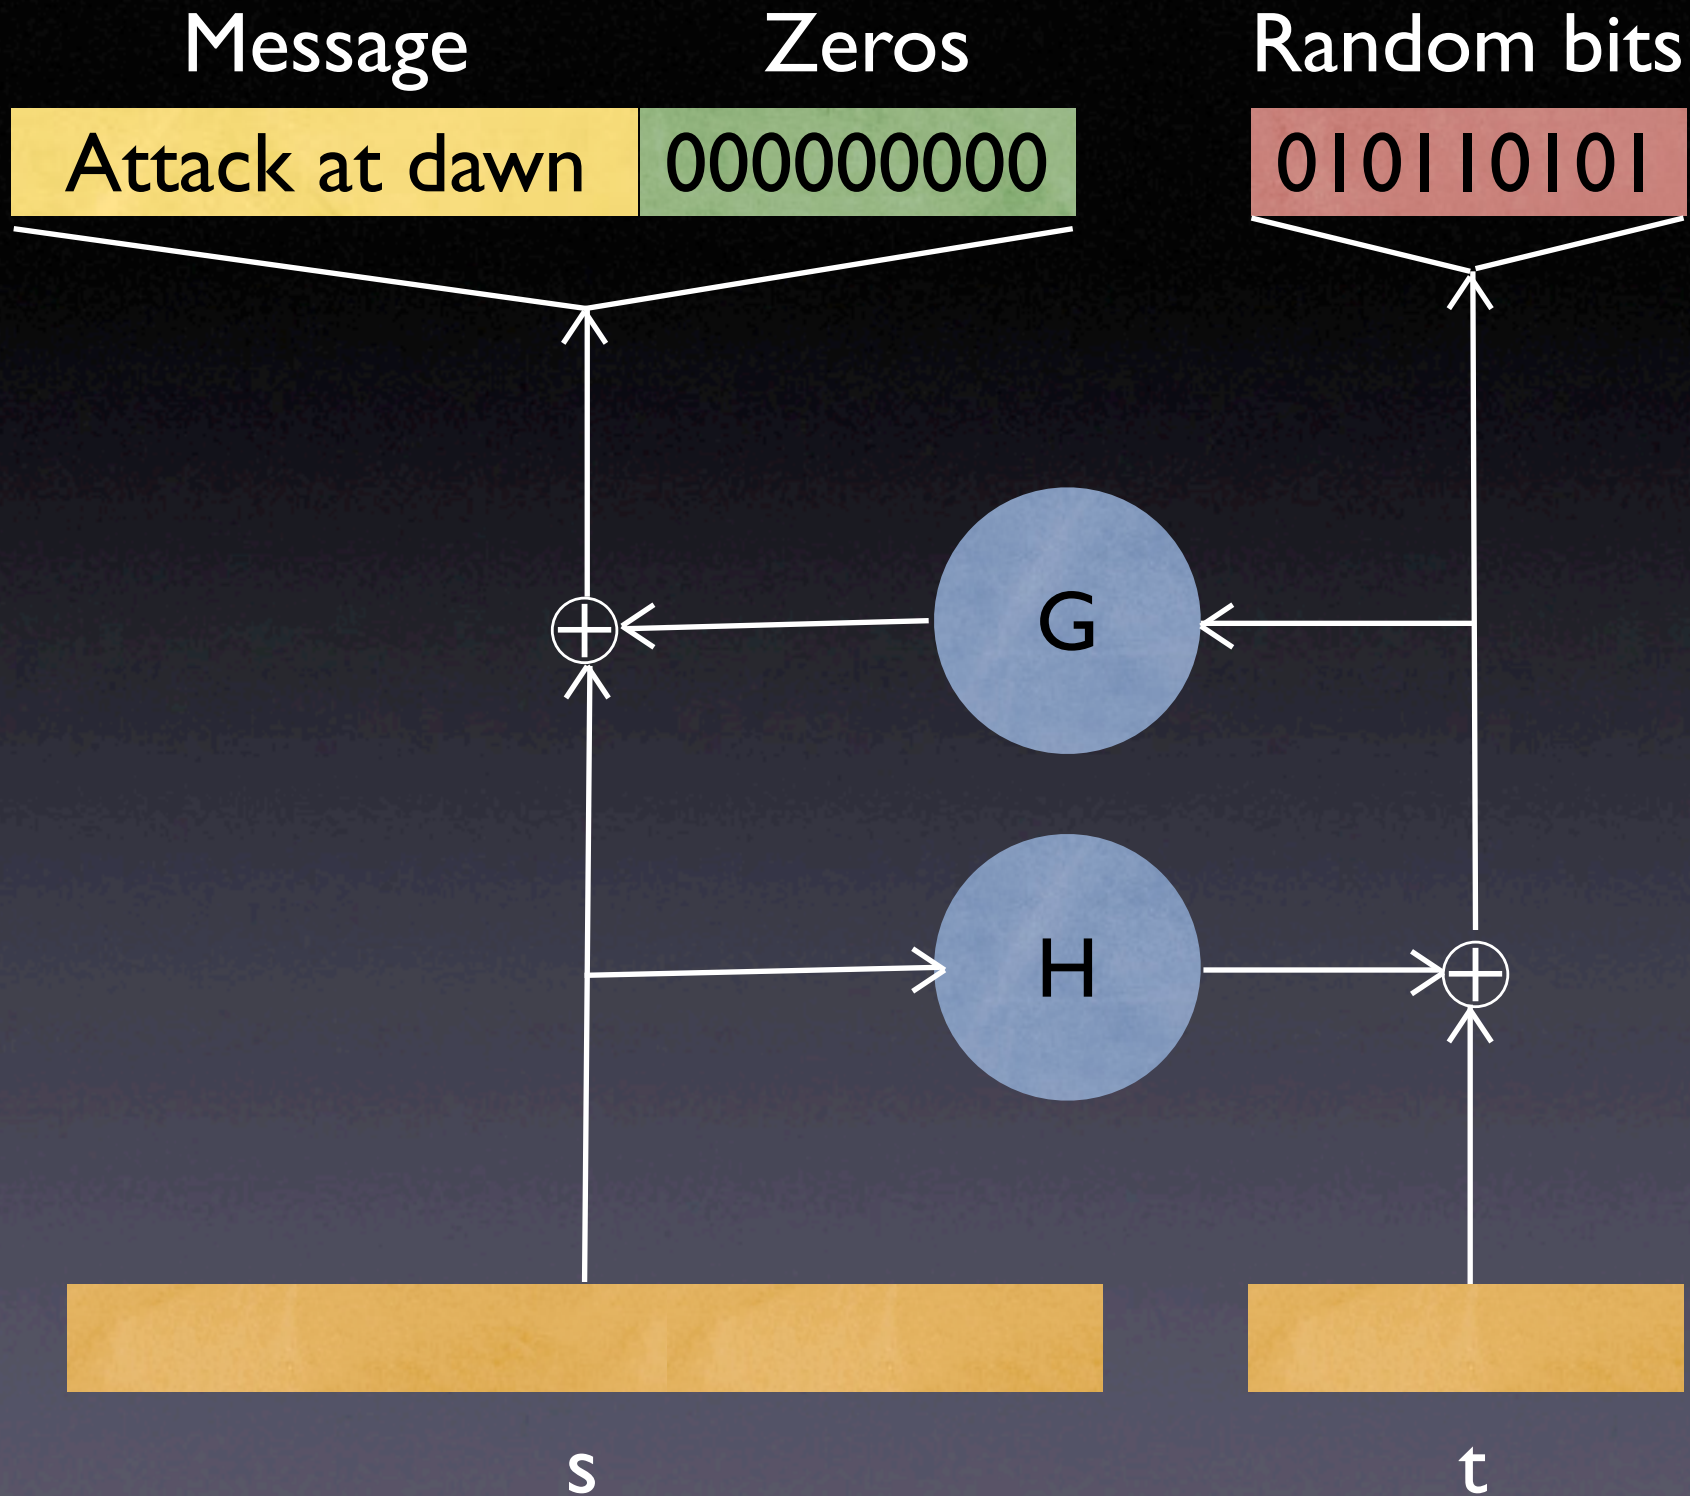 Message Zeros Random bits
Attack at dawn 000000000 010110101
G
H
s t